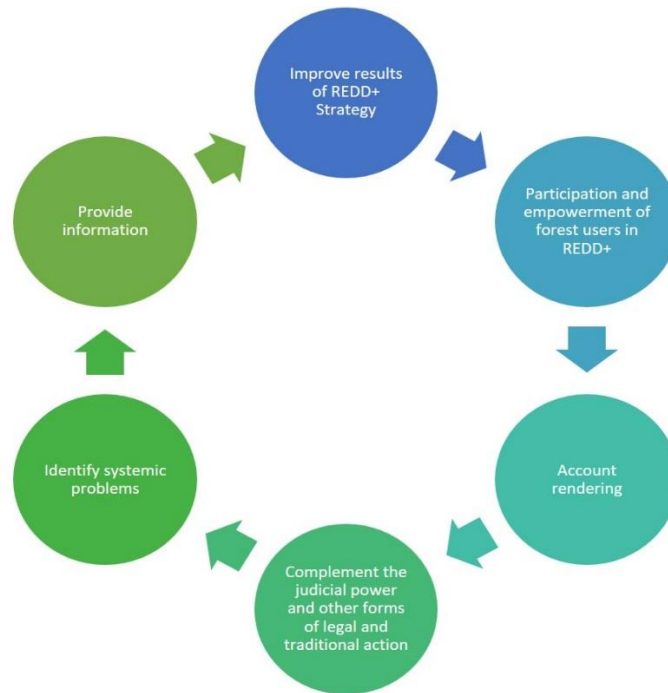 Improve results
of REDD+
Strategy
Participation and
empowerment of
forest users in
REDD+
Account
rendering
Complement the
judicial power
and other forms
of legal and
traditional action
Identify systemic
problems
Provide
information